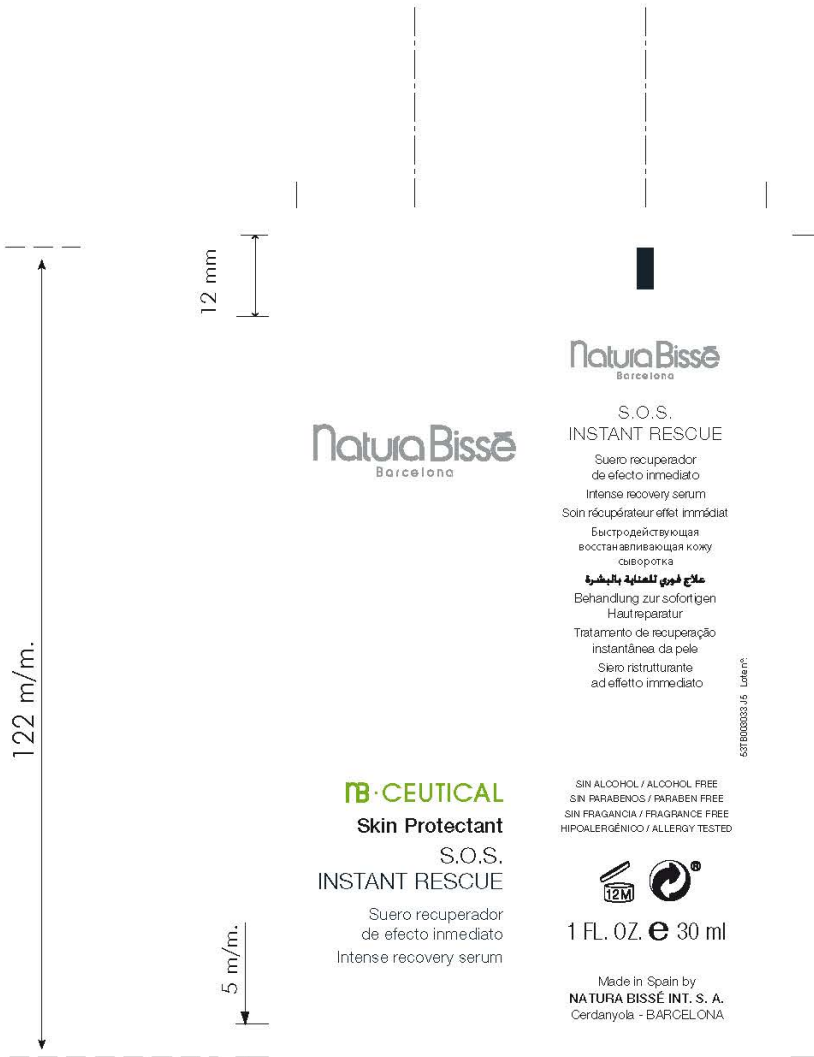 12 mm
122 m/m.
5 m/m.
Natura Bissē
Barcelona
NB·CEUTICAL
Skin Protectant
S.O.S.
INSTANT RESCUE
Suero recuperador
de efecto inmediato
Intense recovery serum
Natura Bissē
Barcelona
S.O.S.
INSTANT RESCUE
Suero recuperador
de efecto inmediato
Intense recovery serum
Soin récupérateur effet immédiat
Быстродействующая
восстанавливающая кожу
сыворотка
علاج فوري للعناية بالبشرة
Behandlung zur sofortigen
Hautreparatur
Tratamento de recuperação
instantânea da pele
Siero ristrutturante
ad effetto immediato
53TB003033J5 Lote nº:
SIN ALCOHOL / ALCOHOL FREE
SIN PARABENOS / PARABEN FREE
SIN FRAGANCIA / FRAGRANCE FREE
HIPOALERGÉNICO / ALLERGY TESTED
12M ®
1 FL. OZ. e 30 ml
Made in Spain by
NATURA BISSÉ INT. S. A.
Cerdanyola - BARCELONA